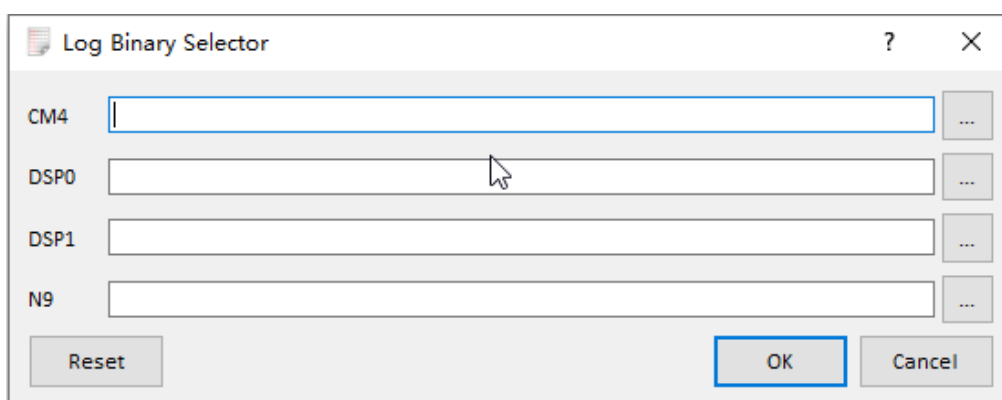 Log Binary Selector ?
CM4 ...
DSP0 ...
DSP1 ...
N9 ...
Reset OK Cancel